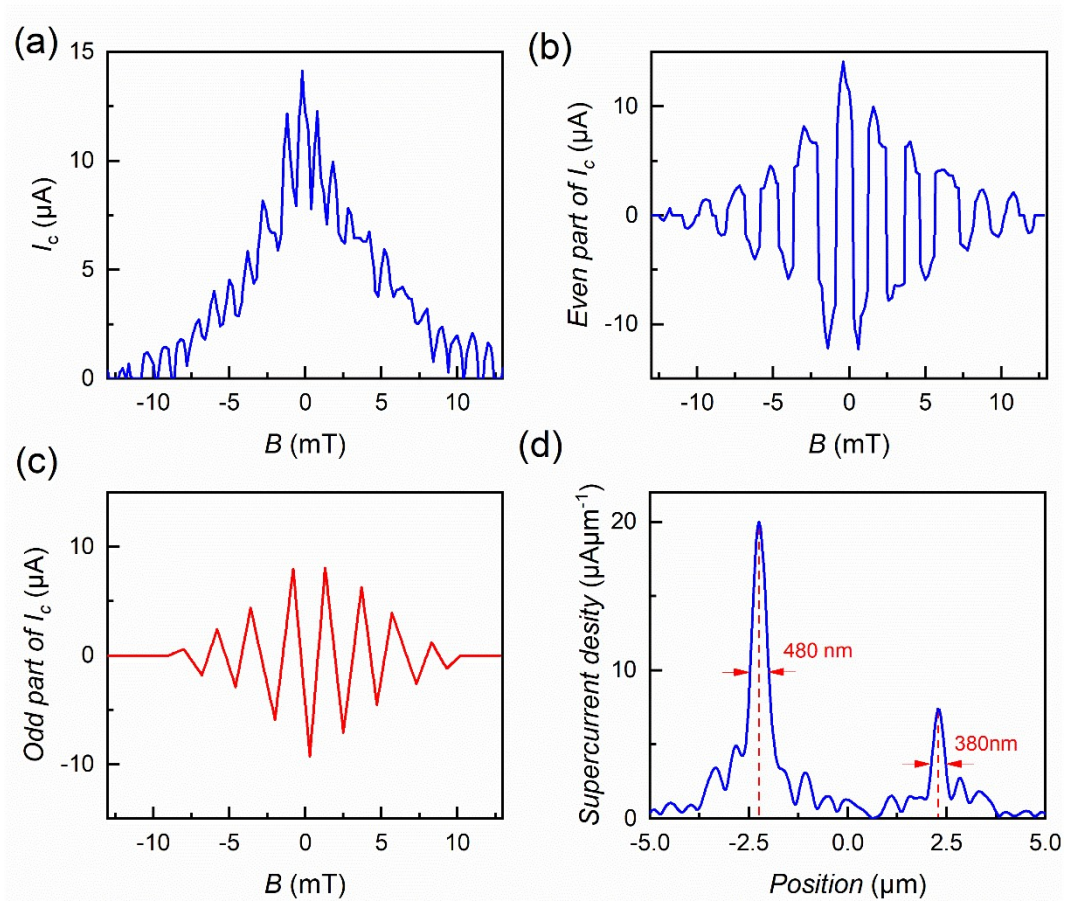 (a)
15
10
5
0
I_c (µA)
-10 -5 0 5 10
B (mT)
(b)
10
0
-10
Even part of I_c (µA)
-10 -5 0 5 10
B (mT)
(c)
10
0
-10
Odd part of I_c (µA)
-10 -5 0 5 10
B (mT)
(d)
20
10
0
Supercurrent desity (µAµm⁻¹)
480 nm
380nm
-5.0 -2.5 0.0 2.5 5.0
Position (µm)